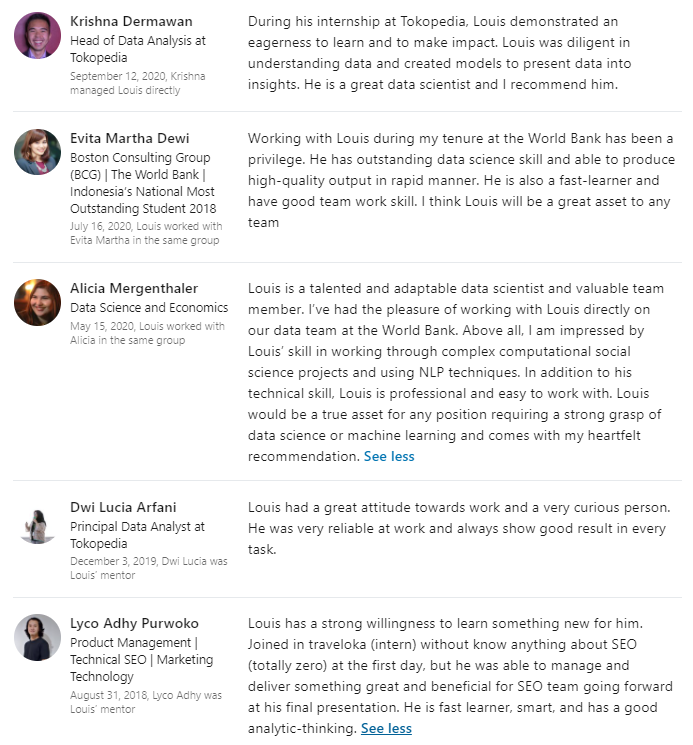 Krishna Dermawan
Head of Data Analysis at
Tokopedia
September 12, 2020, Krishna
managed Louis directly
During his internship at Tokopedia, Louis demonstrated an
eagerness to learn and to make impact. Louis was diligent in
understanding data and created models to present data into
insights. He is a great data scientist and I recommend him.
Evita Martha Dewi
Boston Consulting Group
(BCG) | The World Bank |
Indonesia's National Most
Outstanding Student 2018
July 16, 2020, Louis worked with
Evita Martha in the same group
Working with Louis during my tenure at the World Bank has been a
privilege. He has outstanding data science skill and able to produce
high-quality output in rapid manner. He is also a fast-learner and
have good team work skill. I think Louis will be a great asset to any
team
Alicia Mergenthaler
Data Science and Economics
May 15, 2020, Louis worked with
Alicia in the same group
Louis is a talented and adaptable data scientist and valuable team
member. I've had the pleasure of working with Louis directly on
our data team at the World Bank. Above all, I am impressed by
Louis' skill in working through complex computational social
science projects and using NLP techniques. In addition to his
technical skill, Louis is professional and easy to work with. Louis
would be a true asset for any position requiring a strong grasp of
data science or machine learning and comes with my heartfelt
recommendation. See less
Dwi Lucia Arfani
Principal Data Analyst at
Tokopedia
December 3, 2019, Dwi Lucia was
Louis' mentor
Louis had a great attitude towards work and a very curious person.
He was very reliable at work and always show good result in every
task.
Lyco Adhy Purwoko
Product Management |
Technical SEO | Marketing
Technology
August 31, 2018, Lyco Adhy was
Louis' mentor
Louis has a strong willingness to learn something new for him.
Joined in traveloka (intern) without know anything about SEO
(totally zero) at the first day, but he was able to manage and
deliver something great and beneficial for SEO team going forward
at his final presentation. He is fast learner, smart, and has a good
analytic-thinking. See less